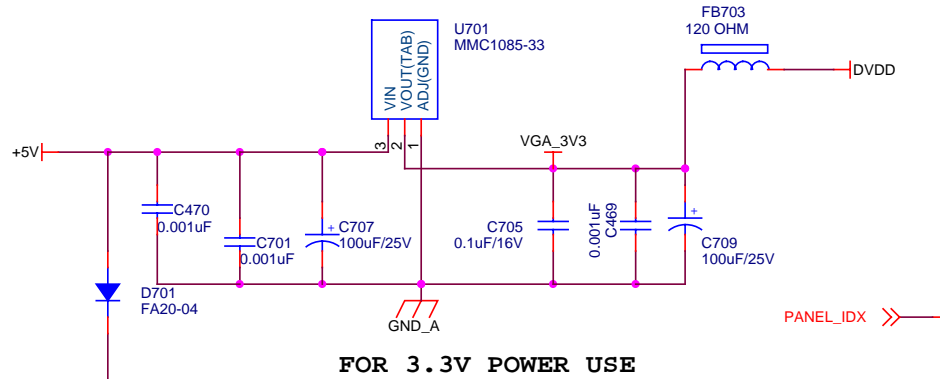 U701
MMC1085-33
FB703
120 OHM
VIN
VOUT(TAB)
ADJ(GND)
3
2
1
DVDD
+5V
VGA_3V3
C470
0.001uF
C701
0.001uF
+
C707
100uF/25V
C705
0.1uF/16V
0.001uF
C469
+
C709
100uF/25V
D701
FA20-04
GND_A
PANEL_IDX
FOR 3.3V POWER USE